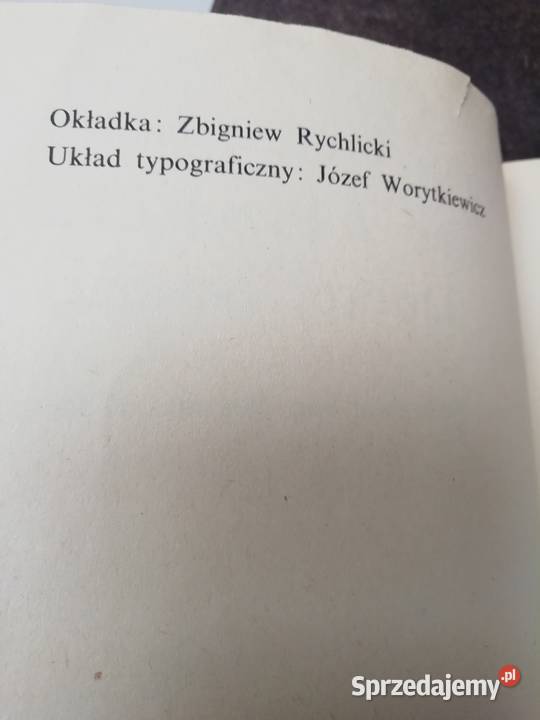 Okładka: Zbigniew Rychlicki
Układ typograficzny: Józef Worytkiewicz
Sprzedajemy.pl